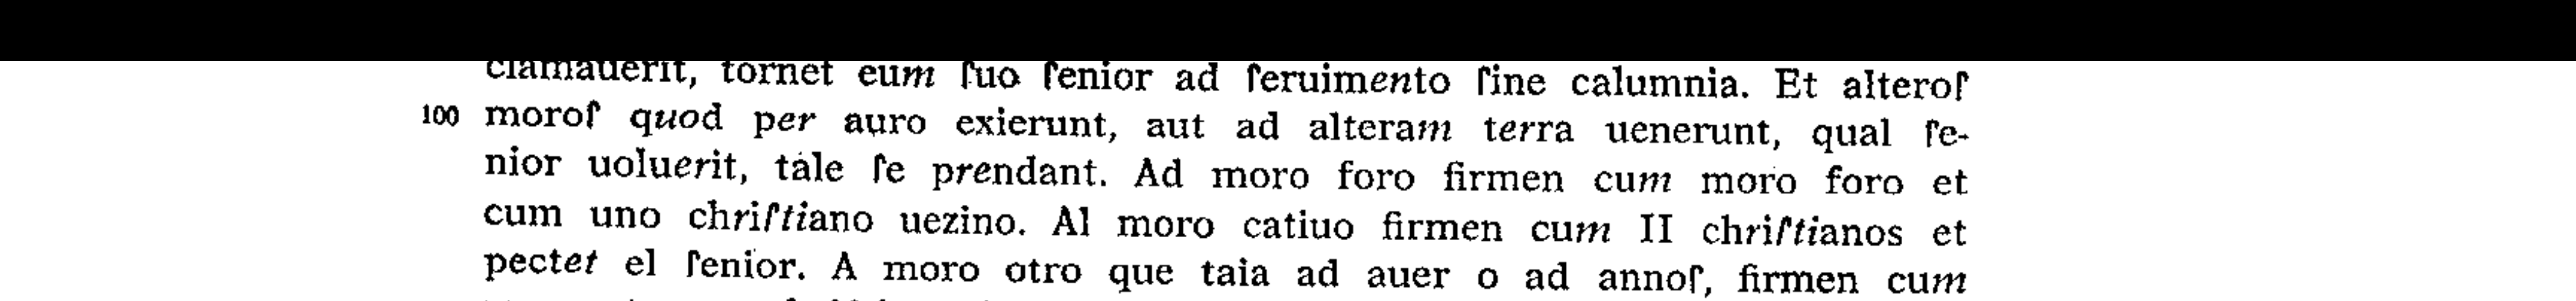 clamauerit, tornet eum ſuo ſenior ad ſeruimento ſine calumnia. Et alteroſ
100 moroſ quod per auro exierunt, aut ad alteram terra uenerunt, qual ſe-
nior uoluerit, tale ſe prendant. Ad moro foro firmen cum moro foro et
cum uno chriſtiano uezino. Al moro catiuo firmen cum II chriſtianos et
pectet el ſenior. A moro otro que taia ad auer o ad annoſ, firmen cum